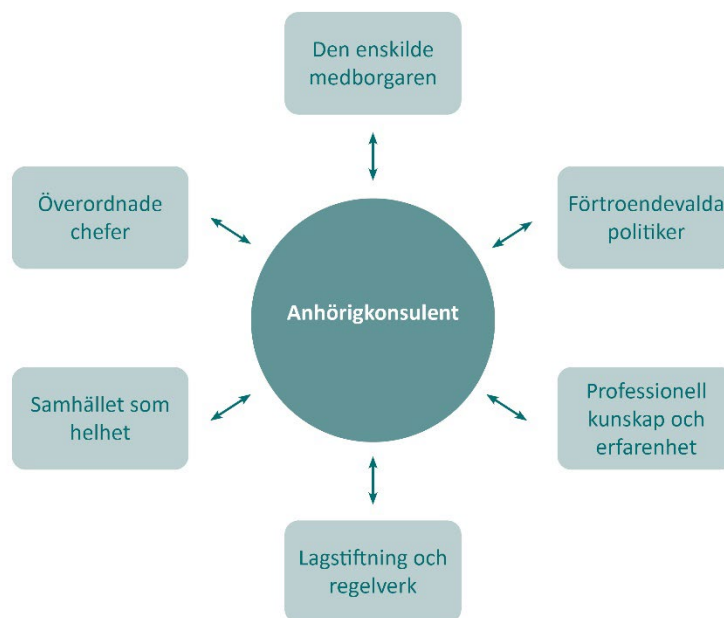 Den enskilde
medborgaren
Överordnade
chefer
Förtroendevalda
politiker
Anhörigkonsulent
Samhället som
helhet
Professionell
kunskap och
erfarenhet
Lagstiftning och
regelverk